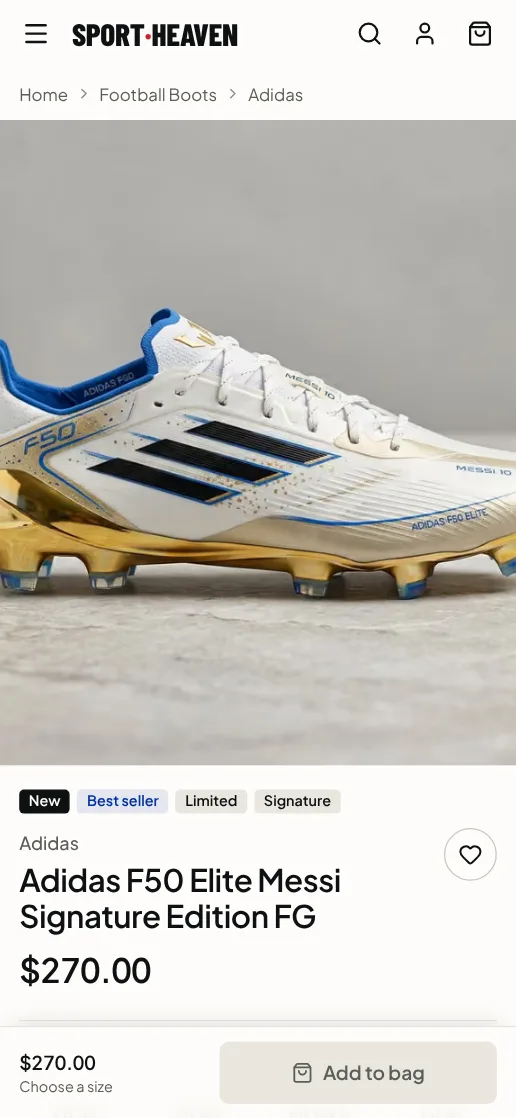 SPORT·HEAVEN
Home > Football Boots > Adidas
ADIDAS F50
MESSI 10
F50
MESSI 10
ADIDAS F50 ELITE
New Best seller Limited Signature
Adidas
Adidas F50 Elite Messi
Signature Edition FG
$270.00
$270.00
Choose a size
Add to bag